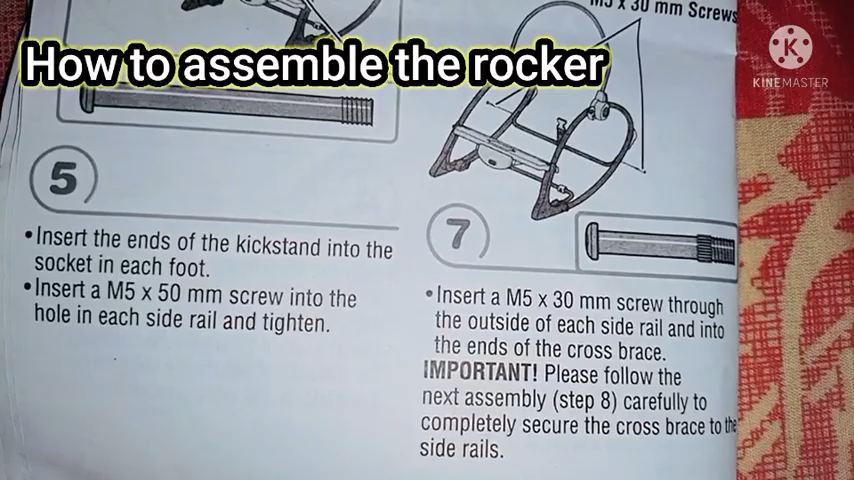 M5 x 30 mm Screws
How to assemble the rocker
KINEMASTER
5
•Insert the ends of the kickstand into the
socket in each foot.
•Insert a M5 x 50 mm screw into the
hole in each side rail and tighten.
7
•Insert a M5 x 30 mm screw through
the outside of each side rail and into
the ends of the cross brace.
IMPORTANT! Please follow the
next assembly (step 8) carefully to
completely secure the cross brace to the
side rails.